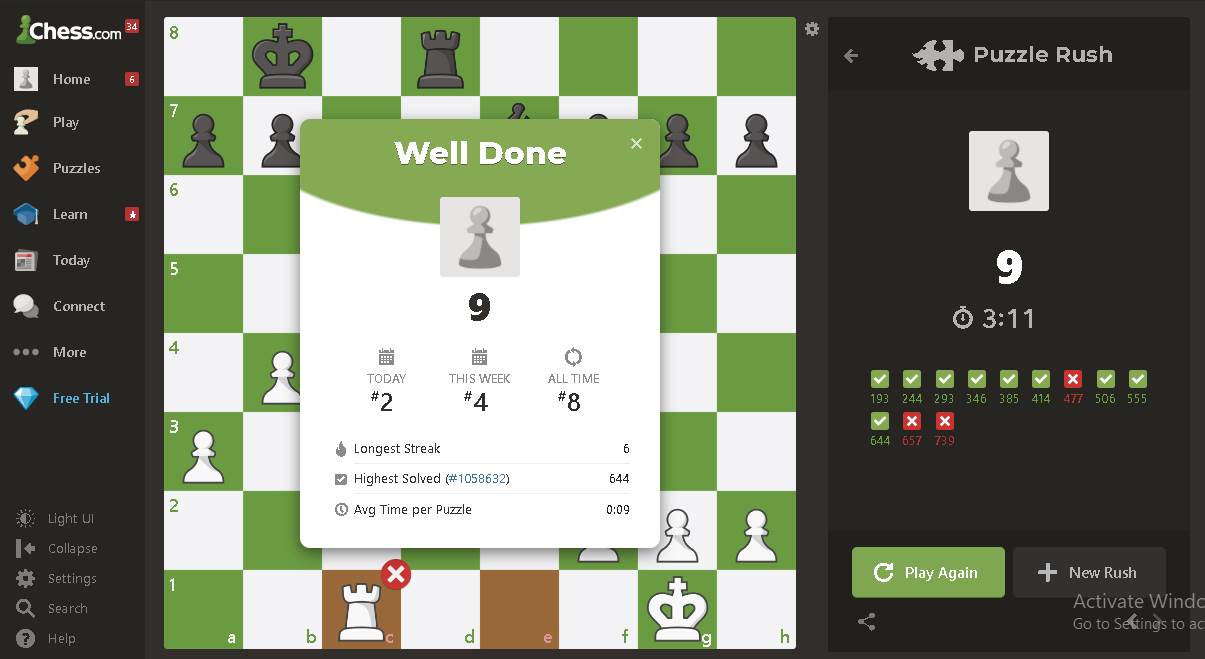 Chess.com 34
Home 6
Play
Puzzles
Learn
Today
Connect
More
Free Trial
Light UI
Collapse
Settings
Search
Help
8
7
6
5
4
3
2
1
a b c d e f g h
Well Done
×
9
TODAY THIS WEEK ALL TIME
#2 #4 #8
Longest Streak 6
Highest Solved (#1058632) 644
Avg Time per Puzzle 0:09
Puzzle Rush
9
3:11
193 244 293 346 385 414 477 506 555
644 657 739
Play Again
New Rush
Activate Windo
Go to Settings to ac